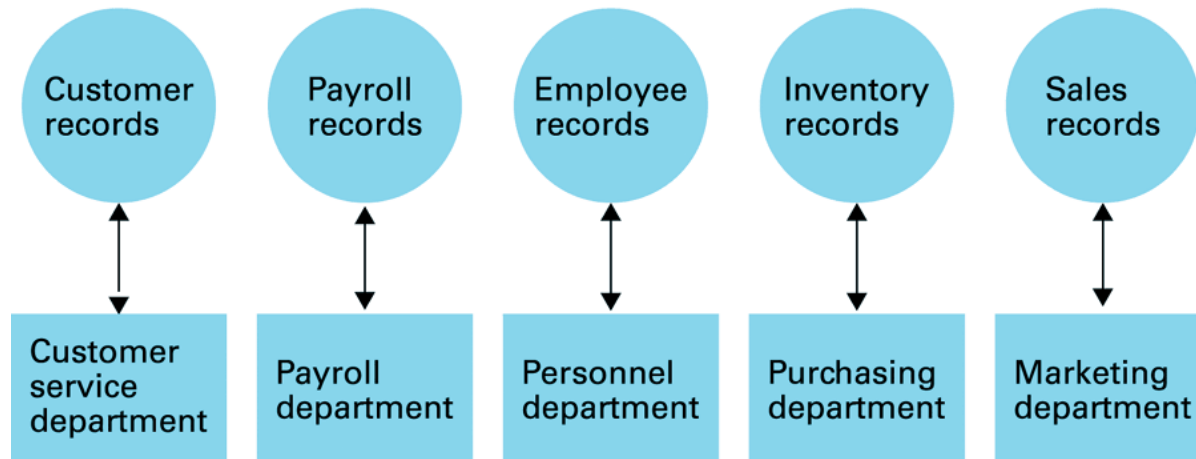 Customer
records
Payroll
records
Employee
records
Inventory
records
Sales
records
Customer
service
department
Payroll
department
Personnel
department
Purchasing
department
Marketing
department